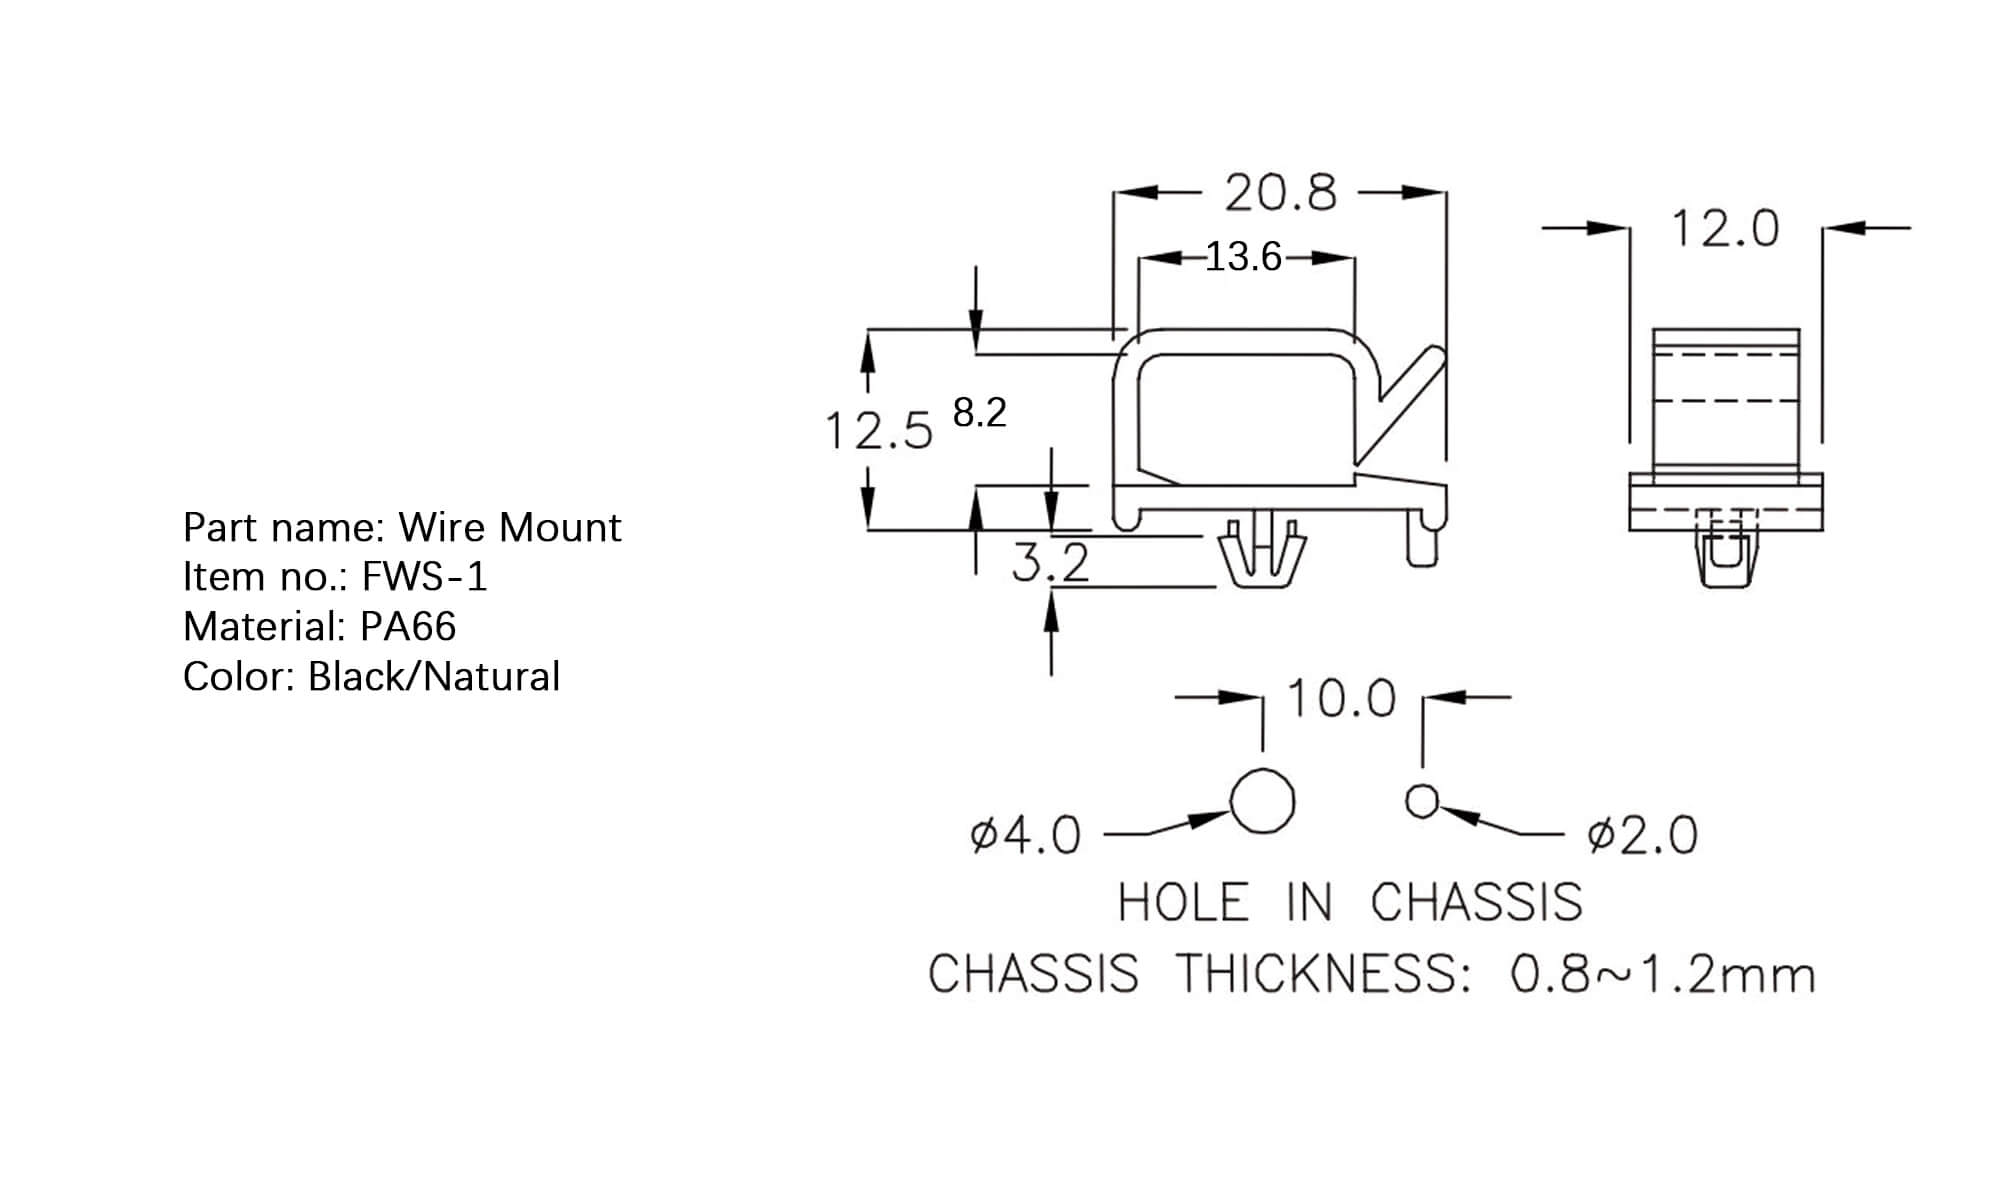 Part name: Wire Mount
Item no.: FWS-1
Material: PA66
Color: Black/Natural
20.8
13.6
12.0
12.5
8.2
3.2
10.0
ø4.0
ø2.0
HOLE IN CHASSIS
CHASSIS THICKNESS: 0.8~1.2mm